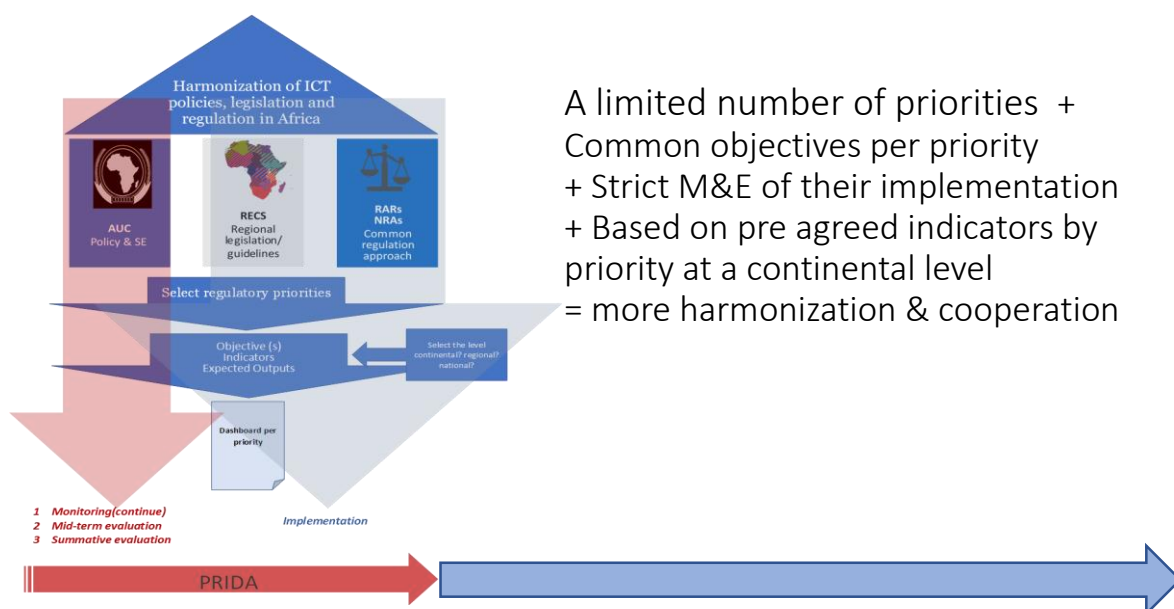 Harmonization of ICT
policies, legislation and
regulation in Africa
AUC
Policy & SE
RECS
Regional
legislation/
guidelines
RARs
NRAs
Common
regulation
approach
Select regulatory priorities
Objective (s)
Indicators
Expected Outputs
Select the level
continental? regional?
national?
Dashboard per
priority
1 Monitoring(continue)
2 Mid-term evaluation
3 Summative evaluation
Implementation
PRIDA
A limited number of priorities +
Common objectives per priority
+ Strict M&E of their implementation
+ Based on pre agreed indicators by
priority at a continental level
= more harmonization & cooperation